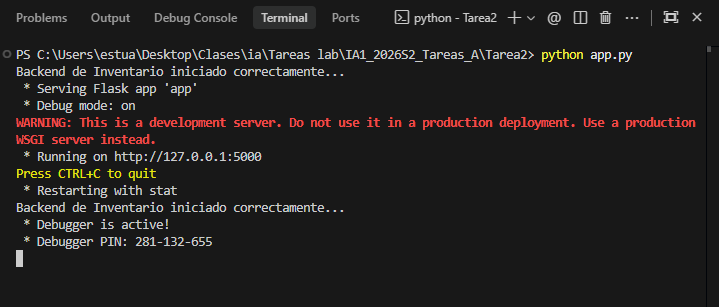 Problems Output Debug Console Terminal Ports python - Tarea2
PS C:\Users\estua\Desktop\Clases\ia\Tareas lab\IA1_2026S2_Tareas_A\Tarea2> python app.py
Backend de Inventario iniciado correctamente...
 * Serving Flask app 'app'
 * Debug mode: on
WARNING: This is a development server. Do not use it in a production deployment. Use a production
WSGI server instead.
 * Running on http://127.0.0.1:5000
Press CTRL+C to quit
 * Restarting with stat
Backend de Inventario iniciado correctamente...
 * Debugger is active!
 * Debugger PIN: 281-132-655